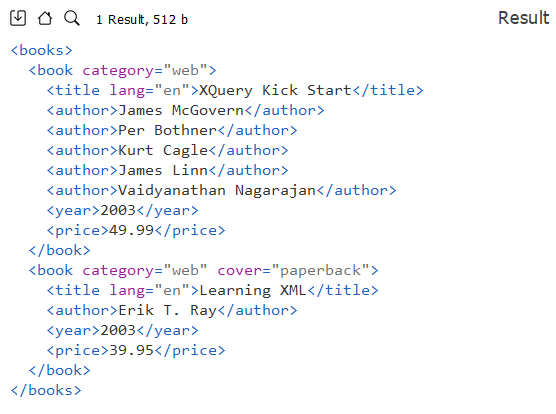 1 Result, 512 b
Result
<books>
  <book category="web">
    <title lang="en">XQuery Kick Start</title>
    <author>James McGovern</author>
    <author>Per Bothner</author>
    <author>Kurt Cagle</author>
    <author>James Linn</author>
    <author>Vaidyanathan Nagarajan</author>
    <year>2003</year>
    <price>49.99</price>
  </book>
  <book category="web" cover="paperback">
    <title lang="en">Learning XML</title>
    <author>Erik T. Ray</author>
    <year>2003</year>
    <price>39.95</price>
  </book>
</books>